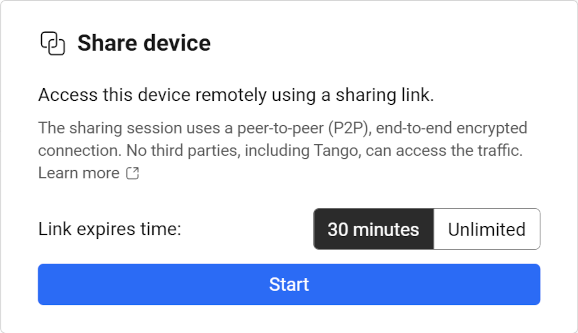 Share device
Access this device remotely using a sharing link.
The sharing session uses a peer-to-peer (P2P), end-to-end encrypted
connection. No third parties, including Tango, can access the traffic.
Learn more
Link expires time:
30 minutes
Unlimited
Start